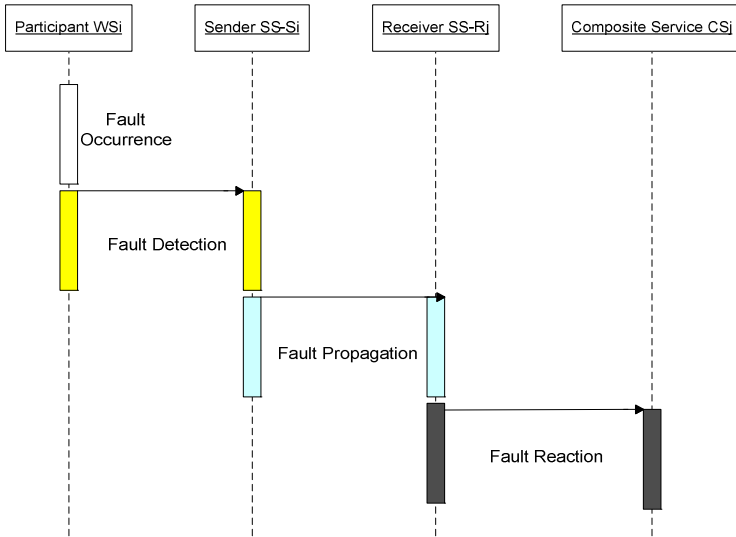 Participant WSi
Sender SS-Si
Receiver SS-Rj
Composite Service CSj
Fault
Occurrence
Fault Detection
Fault Propagation
Fault Reaction